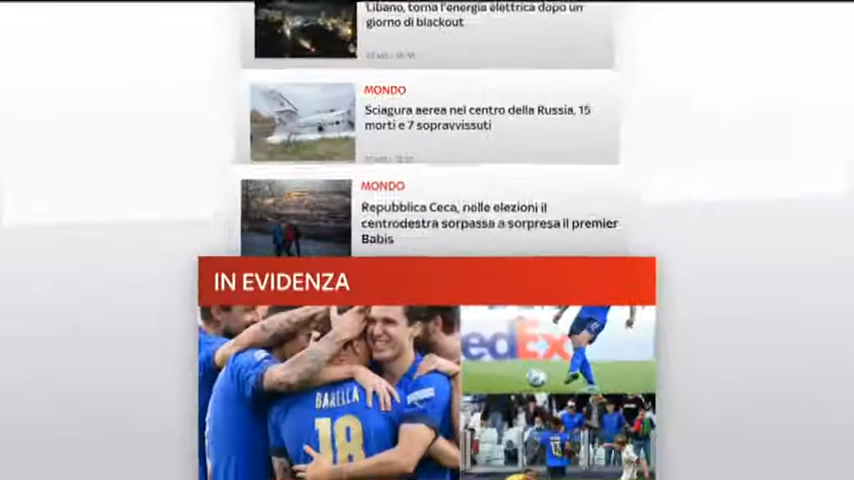 Libano, torna l'energia elettrica dopo un
giorno di blackout
MONDO
Sciagura aerea nel centro della Russia, 15
morti e 7 sopravvissuti
MONDO
Repubblica Ceca, nelle elezioni il
centrodestra sorpassa a sorpresa il premier
Babis
IN EVIDENZA
FedEx
BARELLA
18